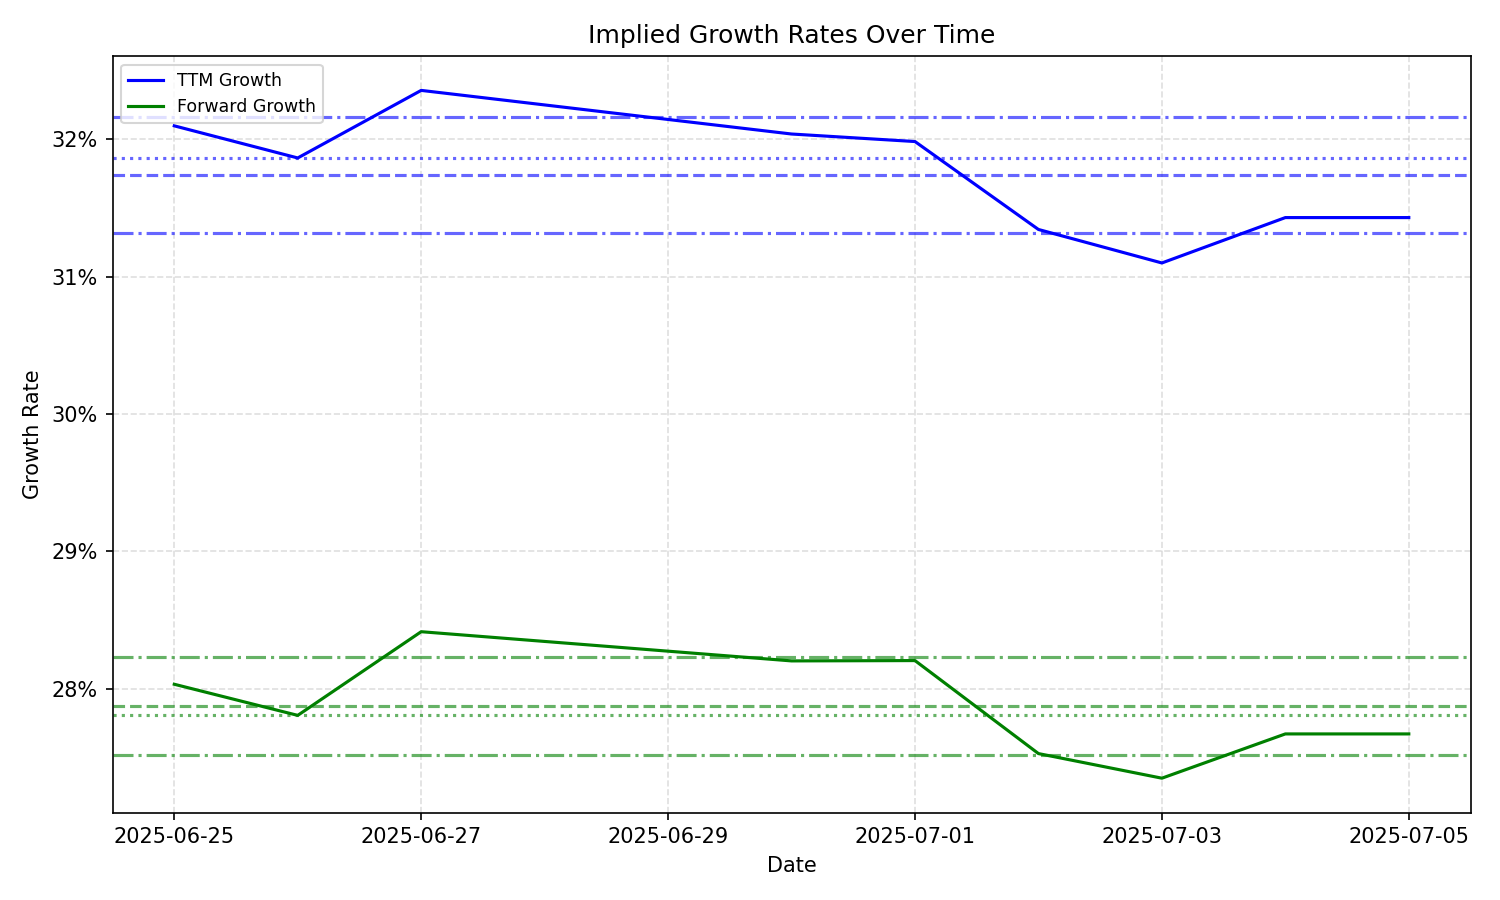 Implied Growth Rates Over Time
TTM Growth
Forward Growth
32%
31%
30%
29%
28%
Growth Rate
2025-06-25 2025-06-27 2025-06-29 2025-07-01 2025-07-03 2025-07-05
Date